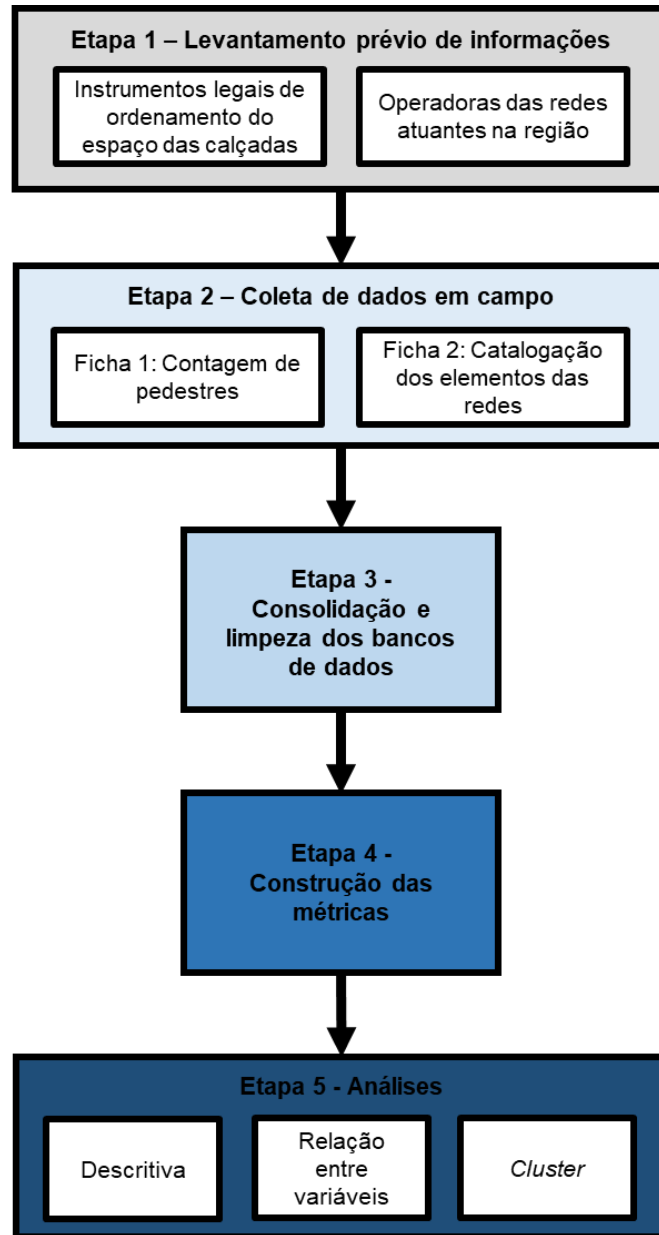 Etapa 1 – Levantamento prévio de informações
Instrumentos legais de
ordenamento do
espaço das calçadas
Operadoras das redes
atuantes na região
Etapa 2 – Coleta de dados em campo
Ficha 1: Contagem de
pedestres
Ficha 2: Catalogação
dos elementos das
redes
Etapa 3 -
Consolidação e
limpeza dos bancos
de dados
Etapa 4 -
Construção das
métricas
Etapa 5 - Análises
Descritiva
Relação
entre
variáveis
Cluster